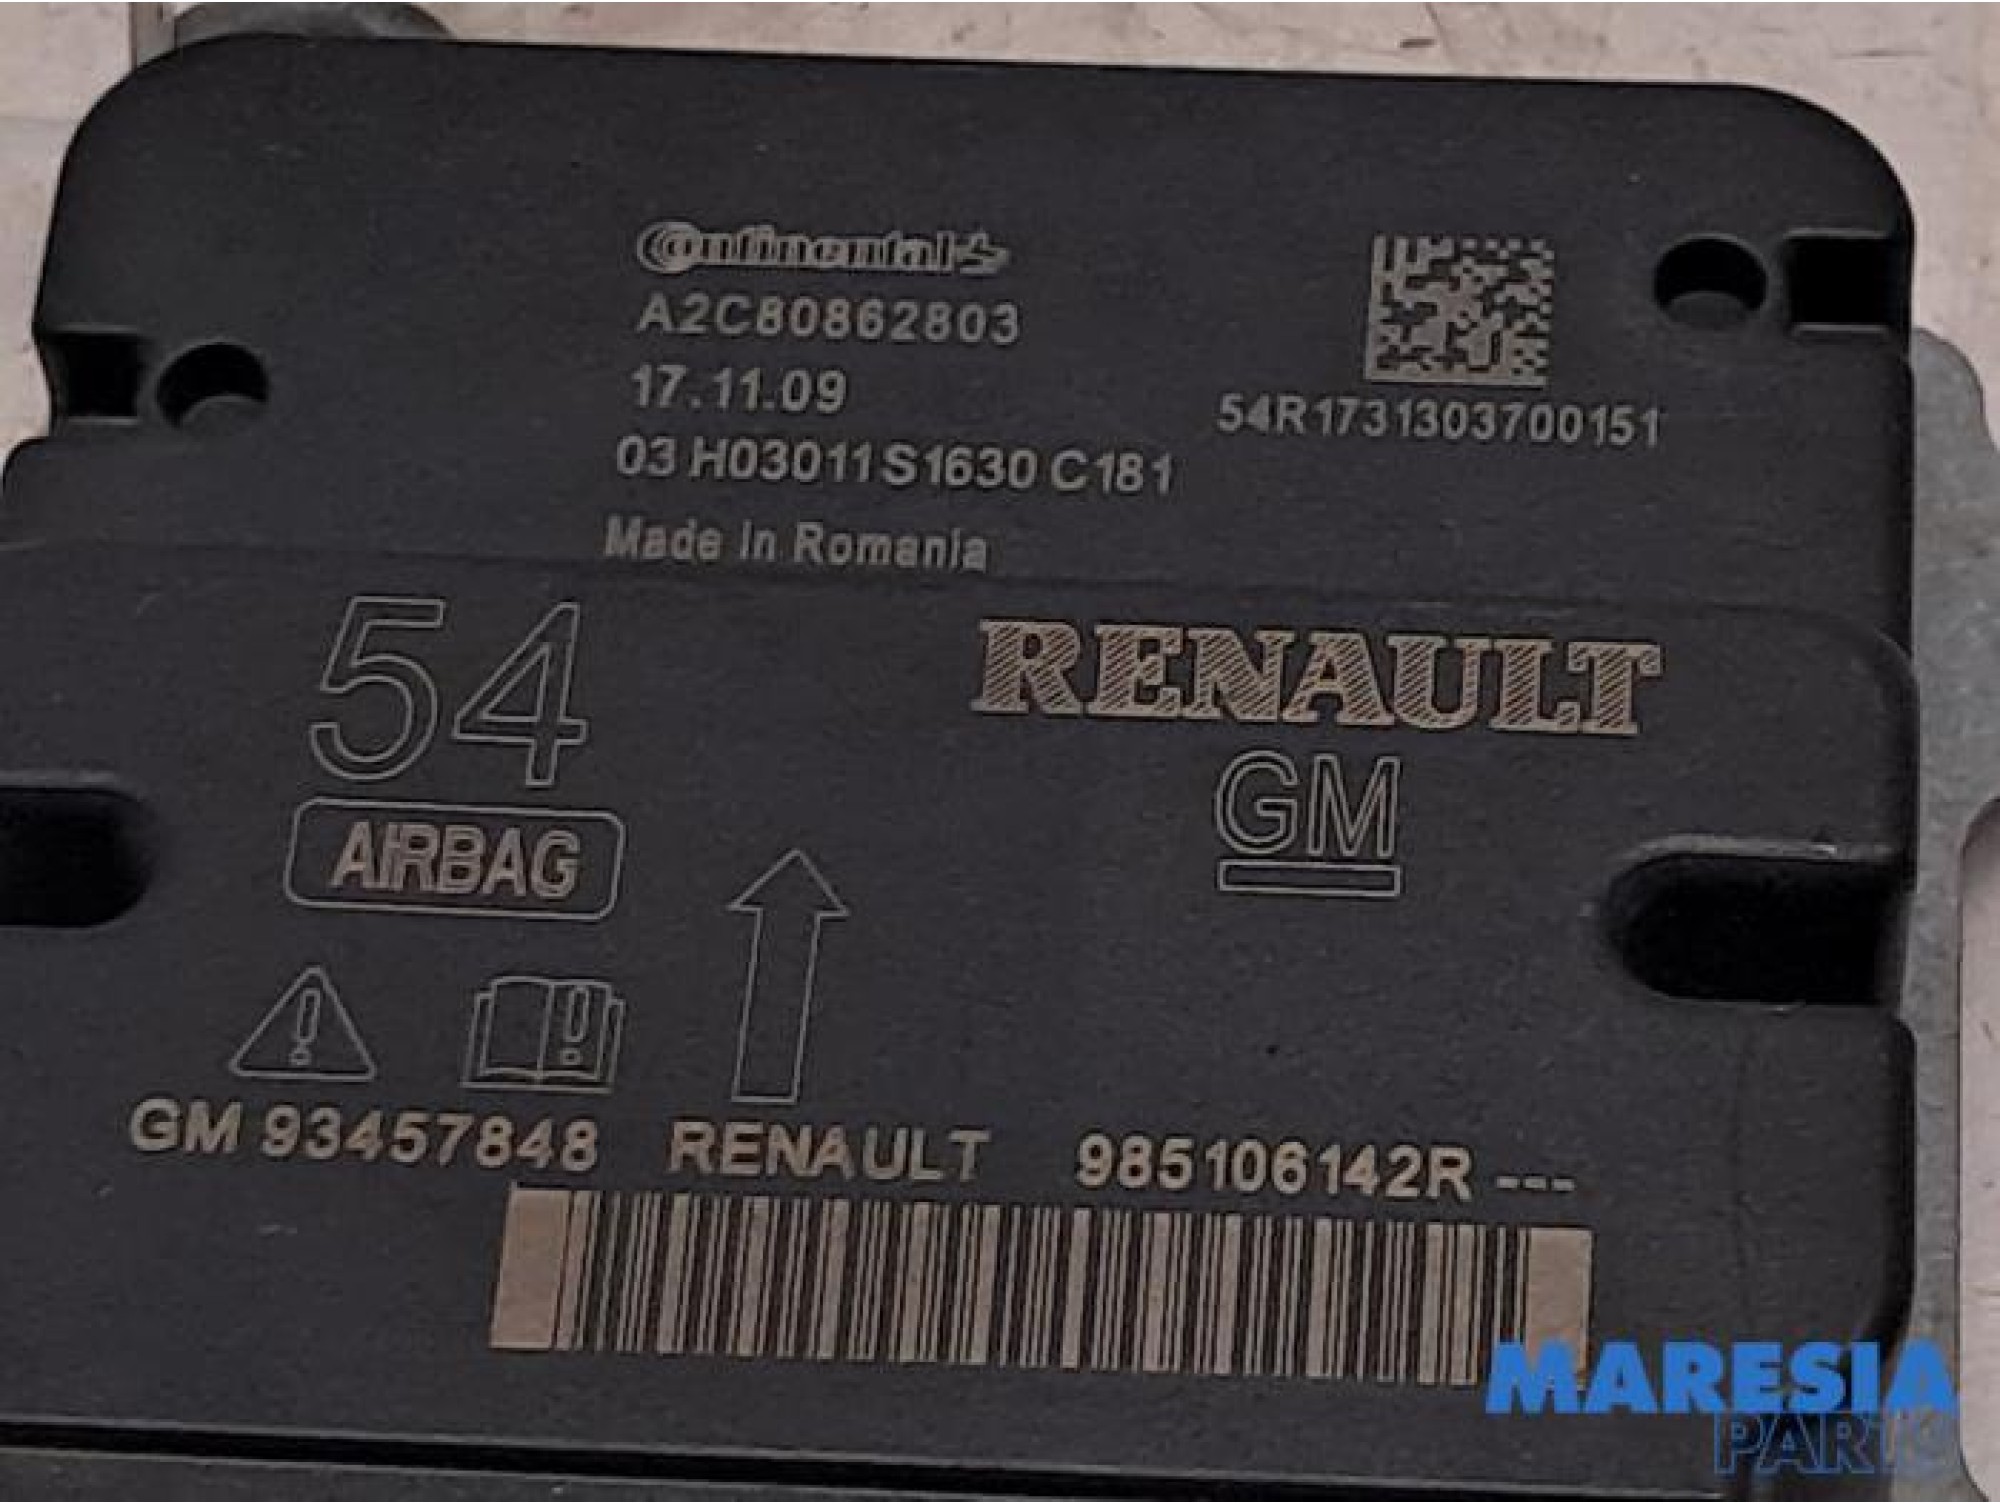 Continental
A2C80862803
17.11.09
03 H03011 S1630 C181
Made in Romania
54R1731303700151
54
AIRBAG
RENAULT
GM
GM 93457848 RENAULT 985106142R ---
MARESIA
PARTS